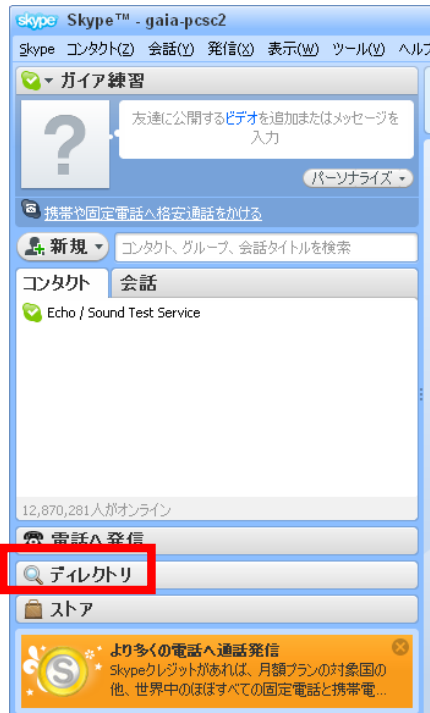 skype Skype™ - gaia-pcsc2
Skype コンタクト(Z) 会話(Y) 発信(X) 表示(W) ツール(V) ヘル
ガイア練習
友達に公開するビデオを追加またはメッセージを
入力
パーソナライズ
携帯や固定電話へ格安通話をかける
新規 コンタクト、グループ、会話タイトルを検索
コンタクト 会話
Echo / Sound Test Service
12,870,281人がオンライン
電話へ発信
ディレクトリ
ストア
より多くの電話へ通話発信
Skypeクレジットがあれば、月額プランの対象国の
他、世界中のほぼすべての固定電話と携帯電...